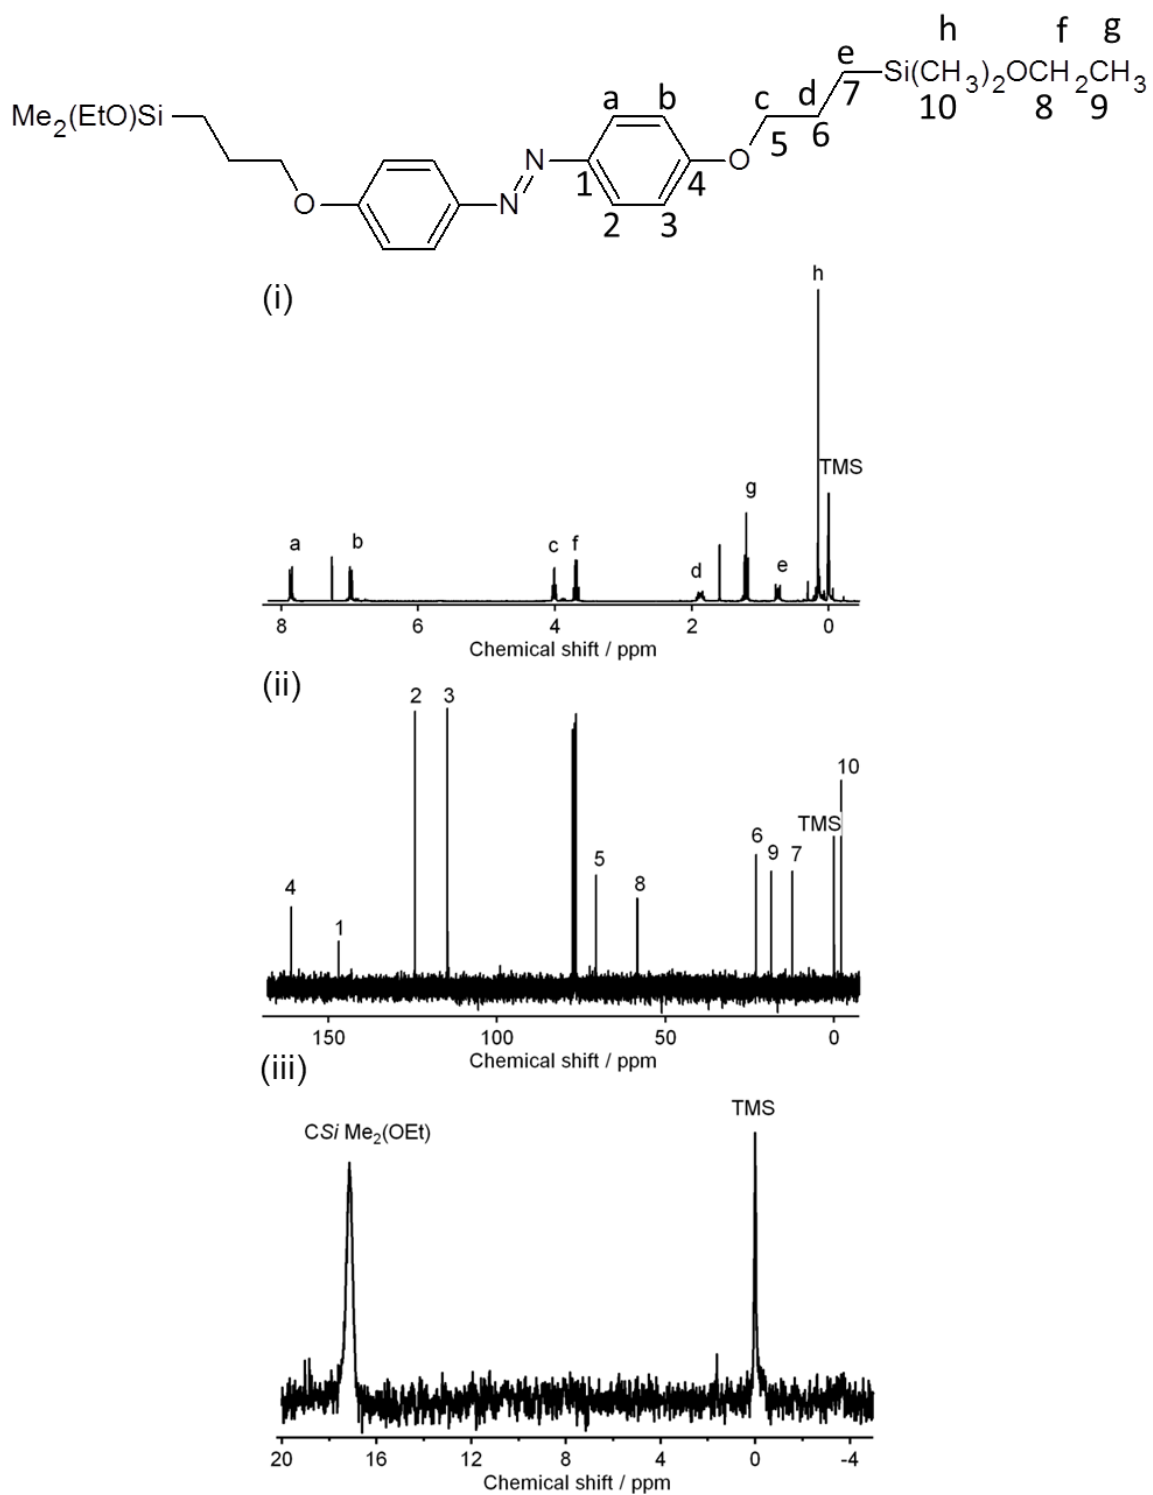 h f g
e Si(CH3)2OCH2CH3
Me2(EtO)Si a b c d 7 10 8 9
5 6
N O
1 4
O N
2 3
(i)
h
TMS
g
a b c f d e
8 6 4 2 0
Chemical shift / ppm
(ii)
2 3
10
TMS
6
5 9 7
4 8
1
150 100 50 0
Chemical shift / ppm
(iii)
TMS
CSi Me2(OEt)
20 16 12 8 4 0 -4
Chemical shift / ppm